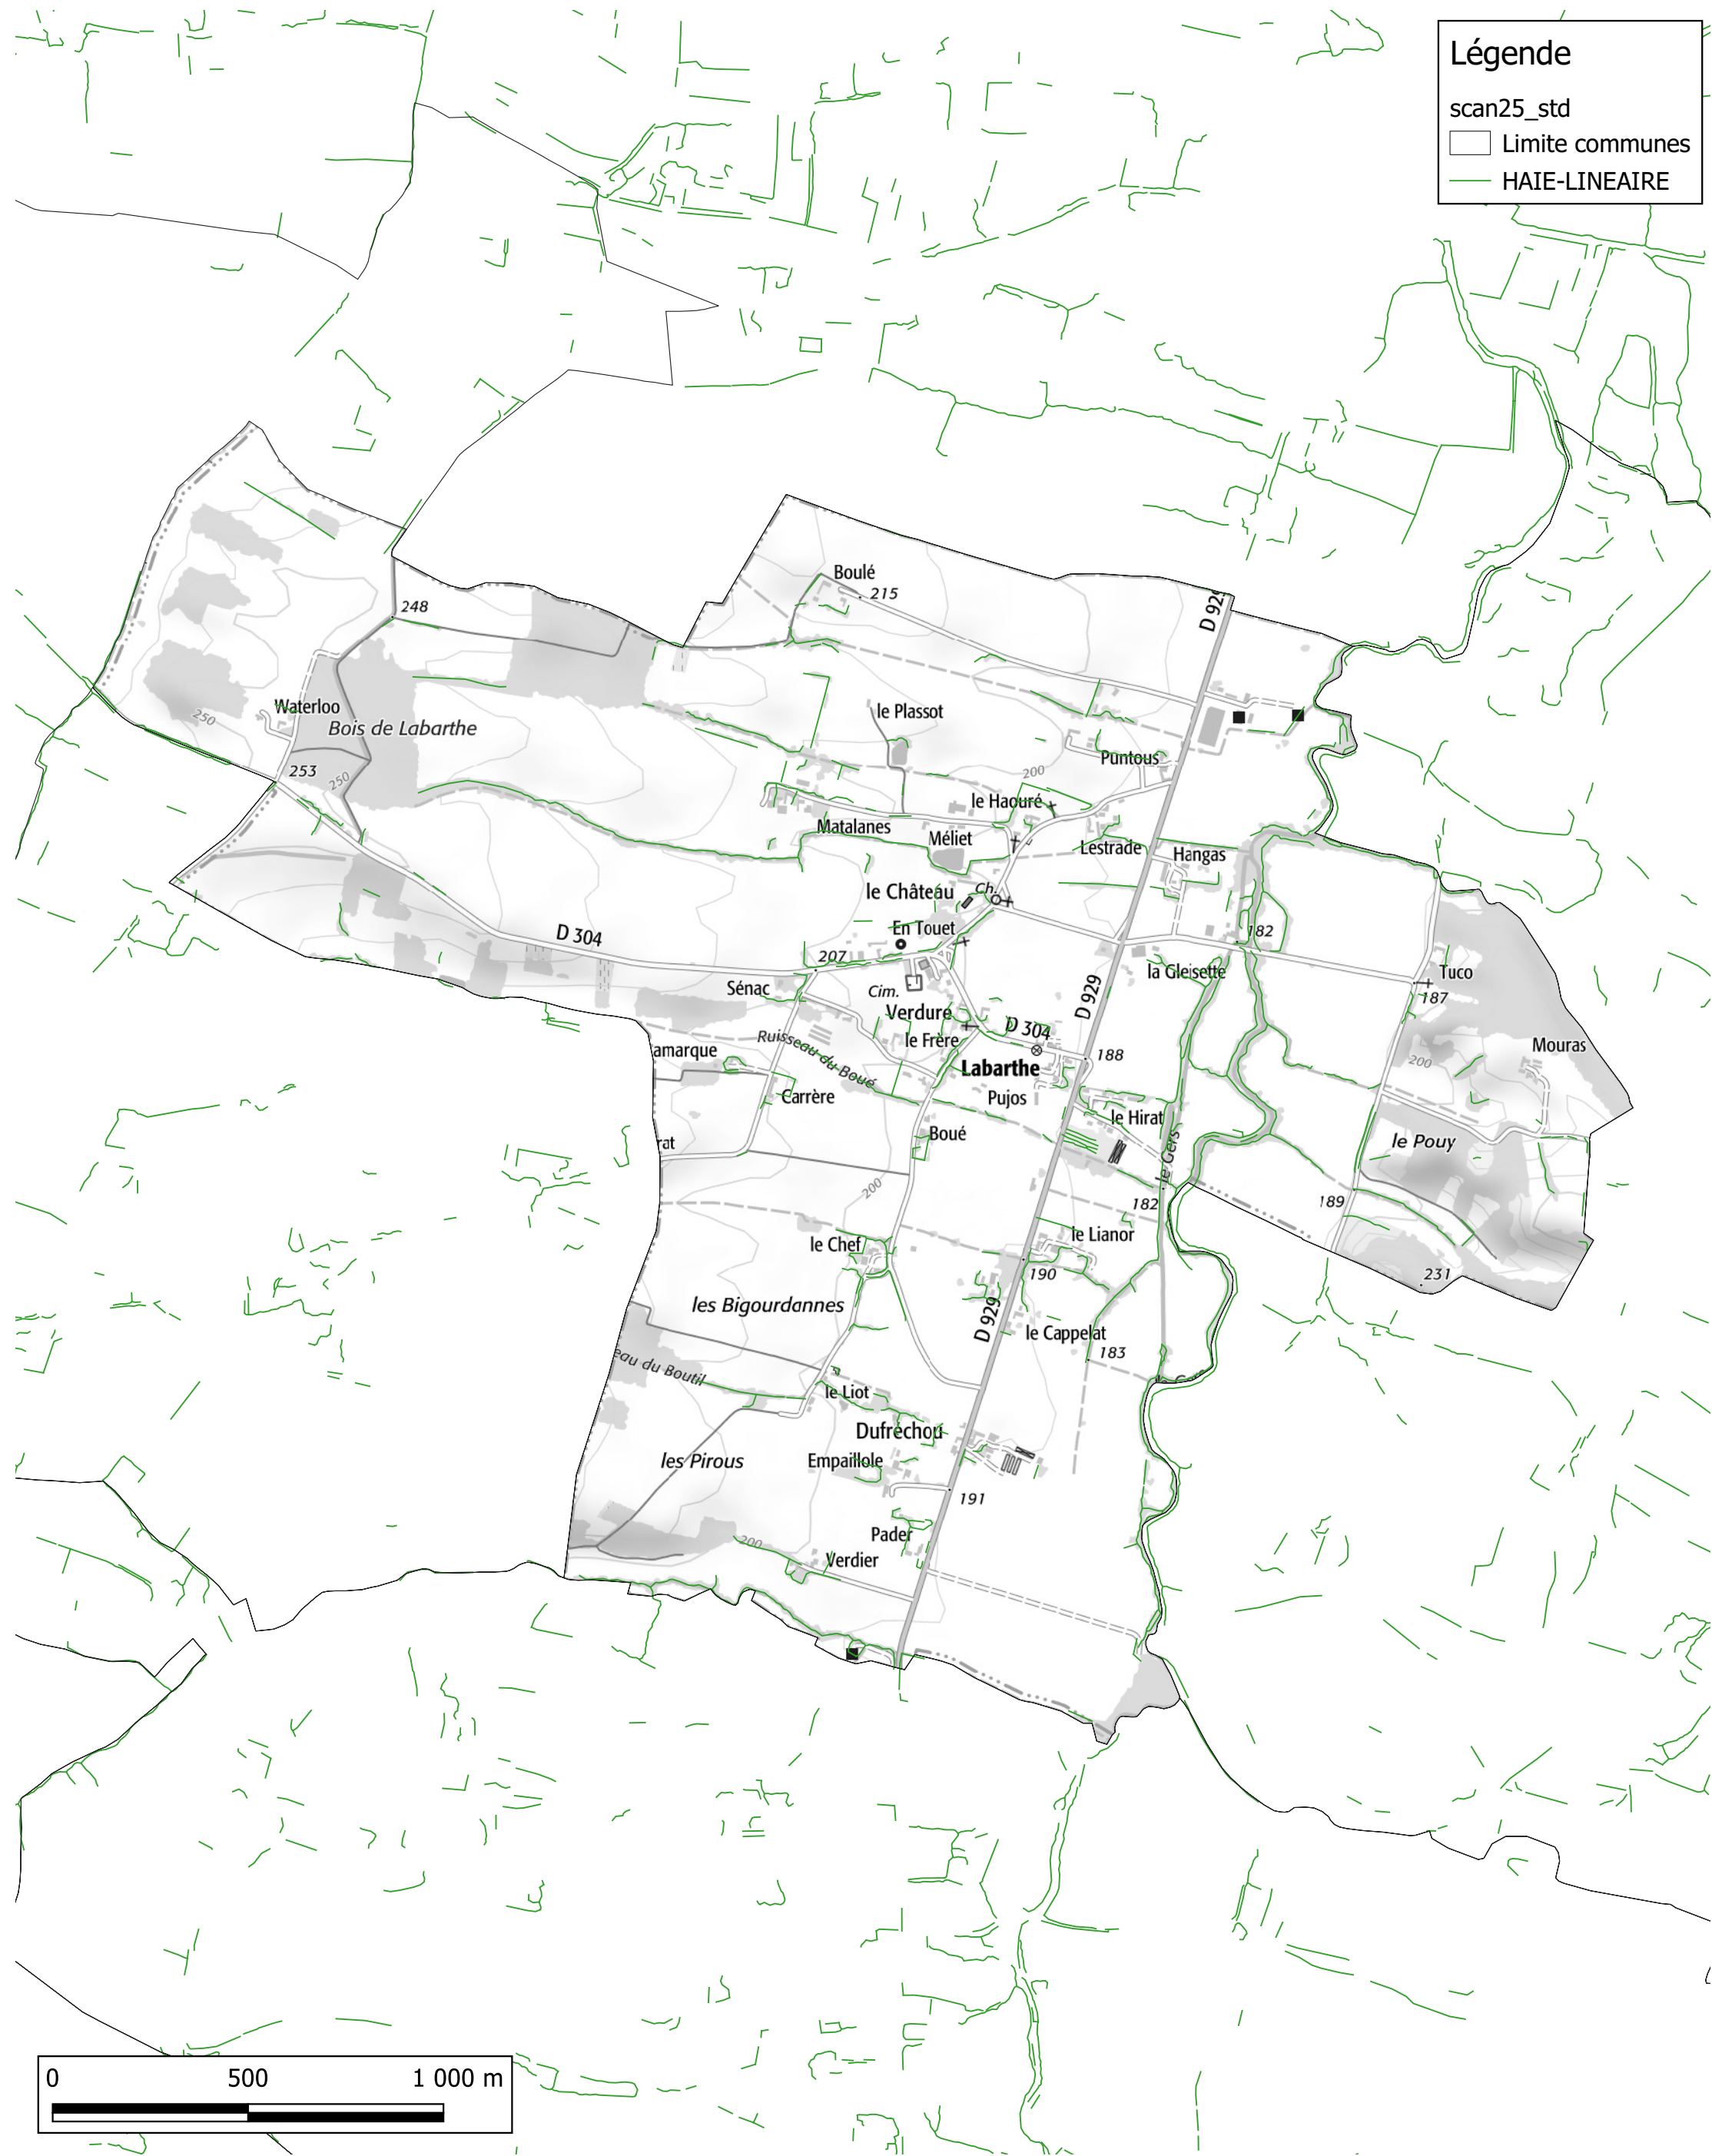 Légende
scan25_std
Limite communes
HAIE-LINEAIRE
Boulé
215
D 929
248
Waterloo
Bois de Labarthe
250
le Plassot
Puntous
253
250
200
le Haouré
Matalanes
Méliet
Lestrade
Hangas
le Château
Ch.
En Touet
D 304
182
207
la Gleisette
Tuco
Sénac
Cim.
187
Verdure
D 929
D 304
le Frère
Ruisseau du Boué
188
Mouras
amarque
200
Labarthe
Carrère
Pujos
le Hirat
Boué
rat
le Pouy
le Gers
200
182
189
le Lianor
le Chef
190
231
les Bigourdannes
D 929
le Cappelat
183
eau du Boutil
le Liot
Dufréchou
les Pirous
Empaillole
191
Pader
200
Verdier
0 500 1 000 m